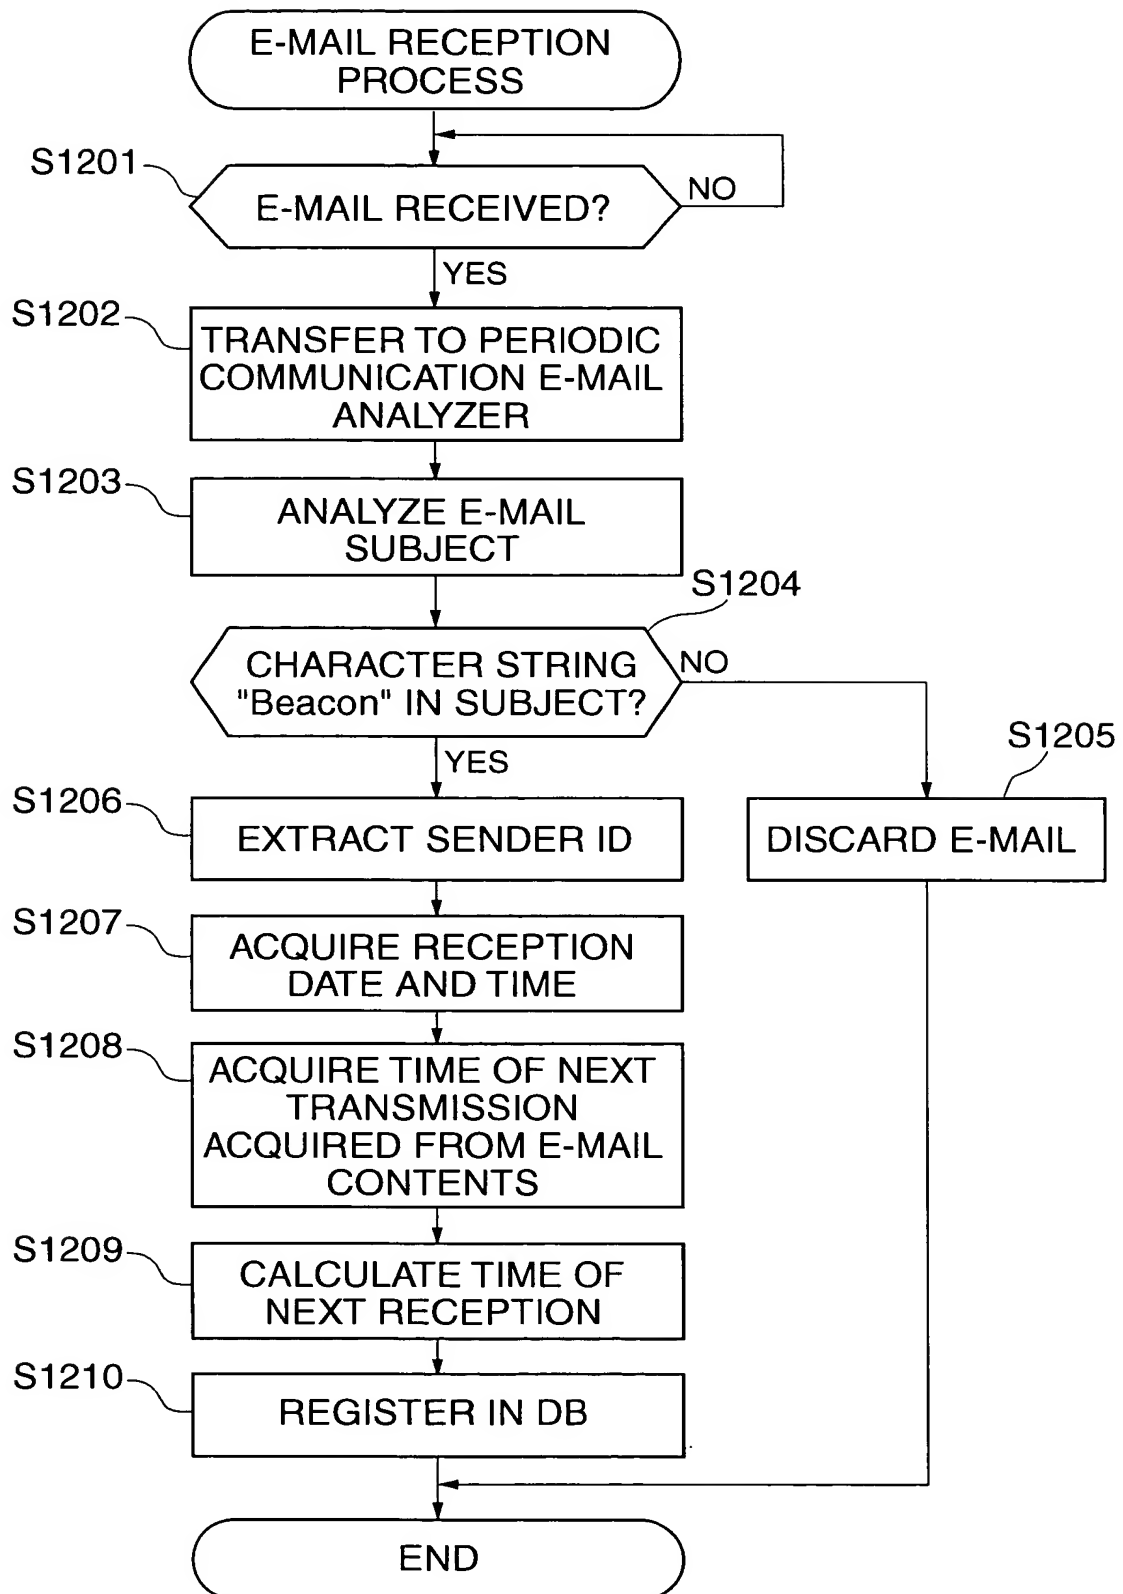 E-MAIL RECEPTION
PROCESS
S1201
E-MAIL RECEIVED?
NO
YES
S1202
TRANSFER TO PERIODIC
COMMUNICATION E-MAIL
ANALYZER
S1203
ANALYZE E-MAIL
SUBJECT
S1204
CHARACTER STRING
"Beacon" IN SUBJECT?
NO
YES
S1205
DISCARD E-MAIL
S1206
EXTRACT SENDER ID
S1207
ACQUIRE RECEPTION
DATE AND TIME
S1208
ACQUIRE TIME OF NEXT
TRANSMISSION
ACQUIRED FROM E-MAIL
CONTENTS
S1209
CALCULATE TIME OF
NEXT RECEPTION
S1210
REGISTER IN DB
END